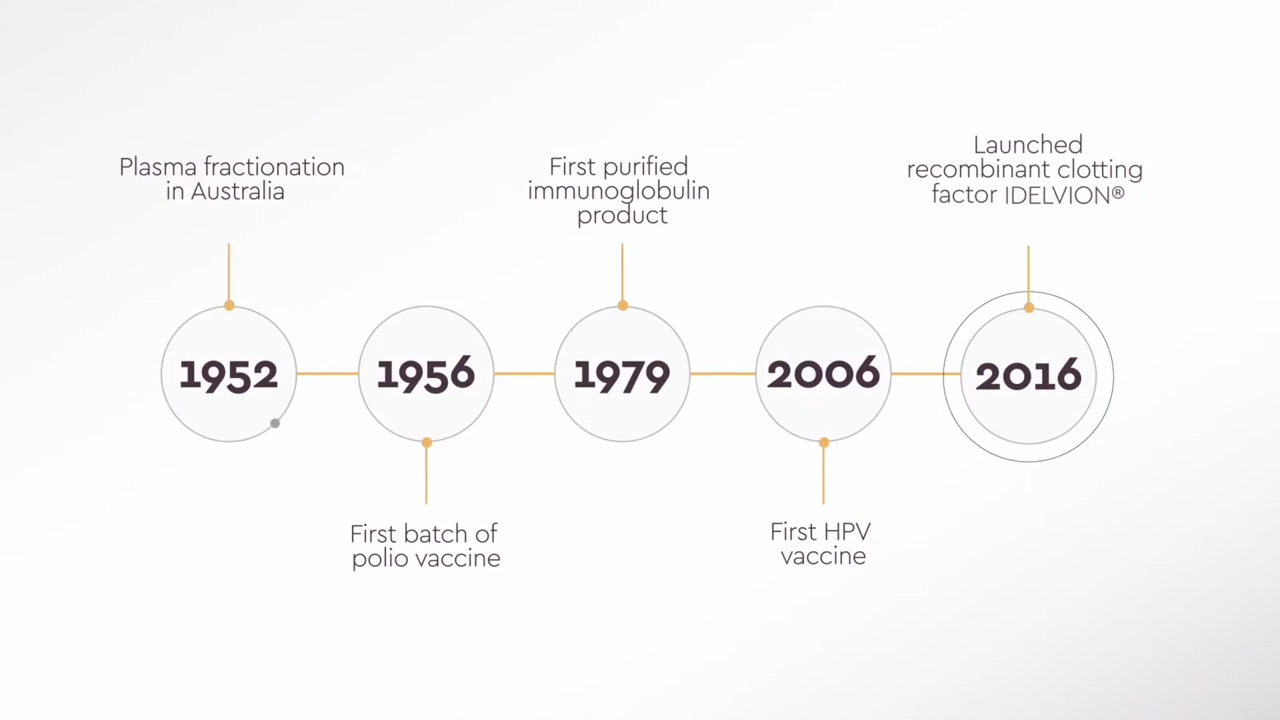 Plasma fractionation
in Australia
1952
1956
First batch of
polio vaccine
First purified
immunoglobulin
product
1979
2006
First HPV
vaccine
Launched
recombinant clotting
factor IDELVION®
2016